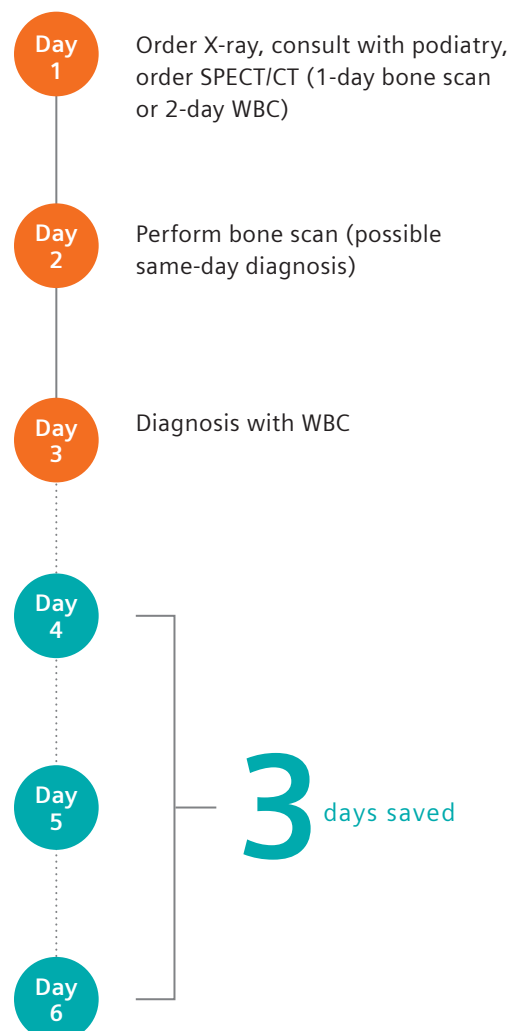 Day
1
Order X-ray, consult with podiatry,
order SPECT/CT (1-day bone scan
or 2-day WBC)
Day
2
Perform bone scan (possible
same-day diagnosis)
Day
3
Diagnosis with WBC
Day
4
Day
5
3 days saved
Day
6